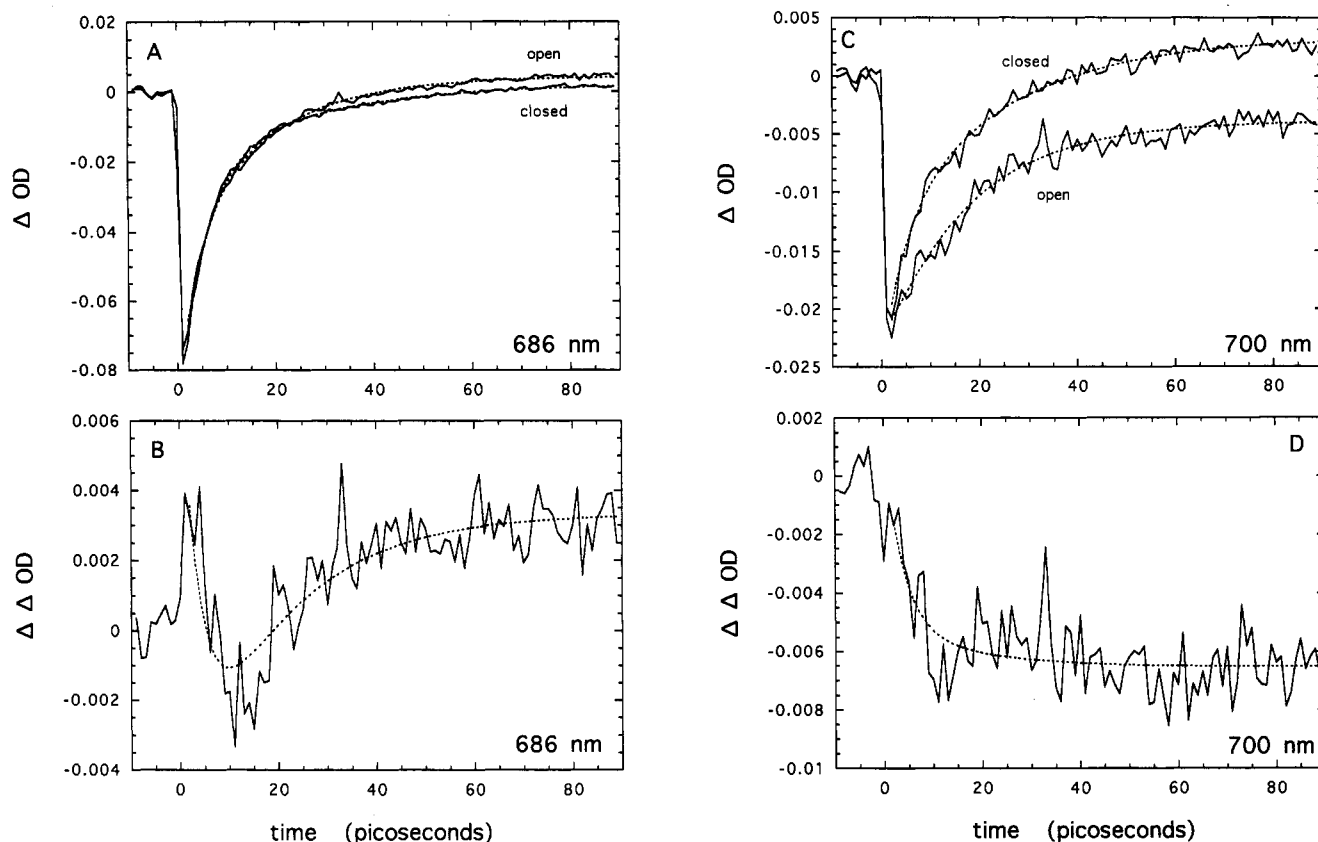 A
open
closed
686 nm
Δ OD
0.02
0
-0.02
-0.04
-0.06
-0.08
0 20 40 60 80
C
closed
open
700 nm
Δ OD
0.005
0
-0.005
-0.01
-0.015
-0.02
-0.025
0 20 40 60 80
B
686 nm
Δ Δ OD
0.006
0.004
0.002
0
-0.002
-0.004
0 20 40 60 80
time (picoseconds)
D
700 nm
Δ Δ OD
0.002
0
-0.002
-0.004
-0.006
-0.008
-0.01
0 20 40 60 80
time (picoseconds)